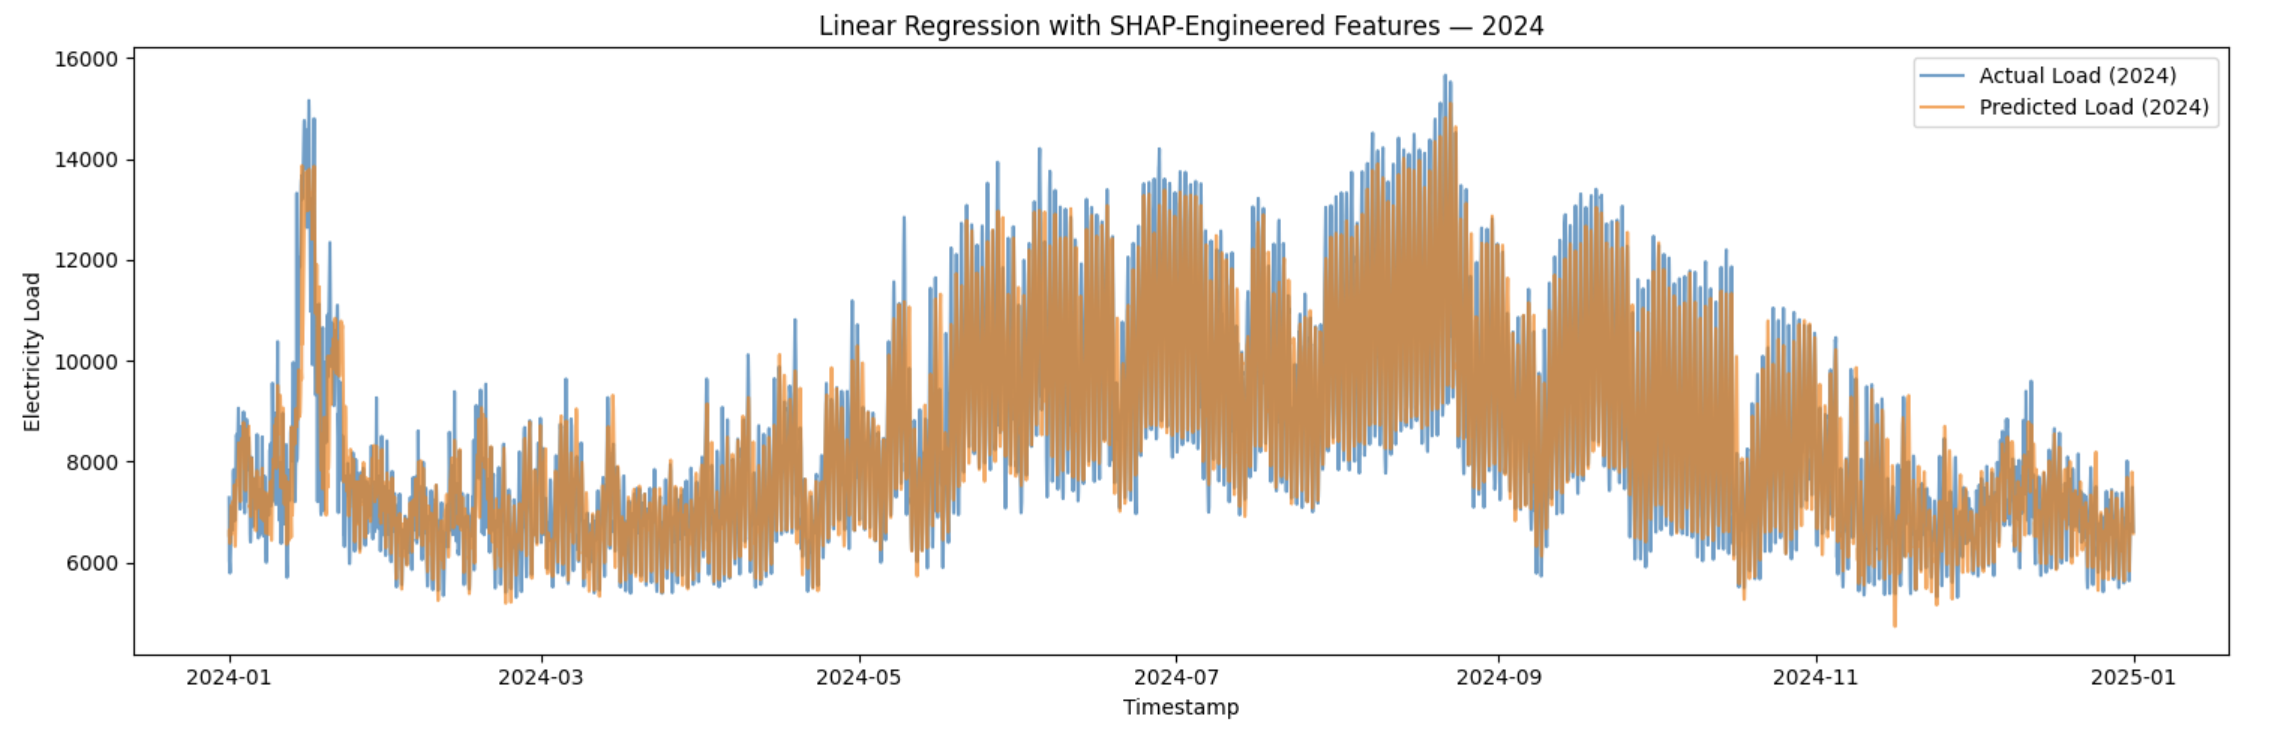 Linear Regression with SHAP-Engineered Features — 2024
16000
14000
12000
10000
8000
6000
Electricity Load
Actual Load (2024)
Predicted Load (2024)
2024-01
2024-03
2024-05
2024-07
2024-09
2024-11
2025-01
Timestamp